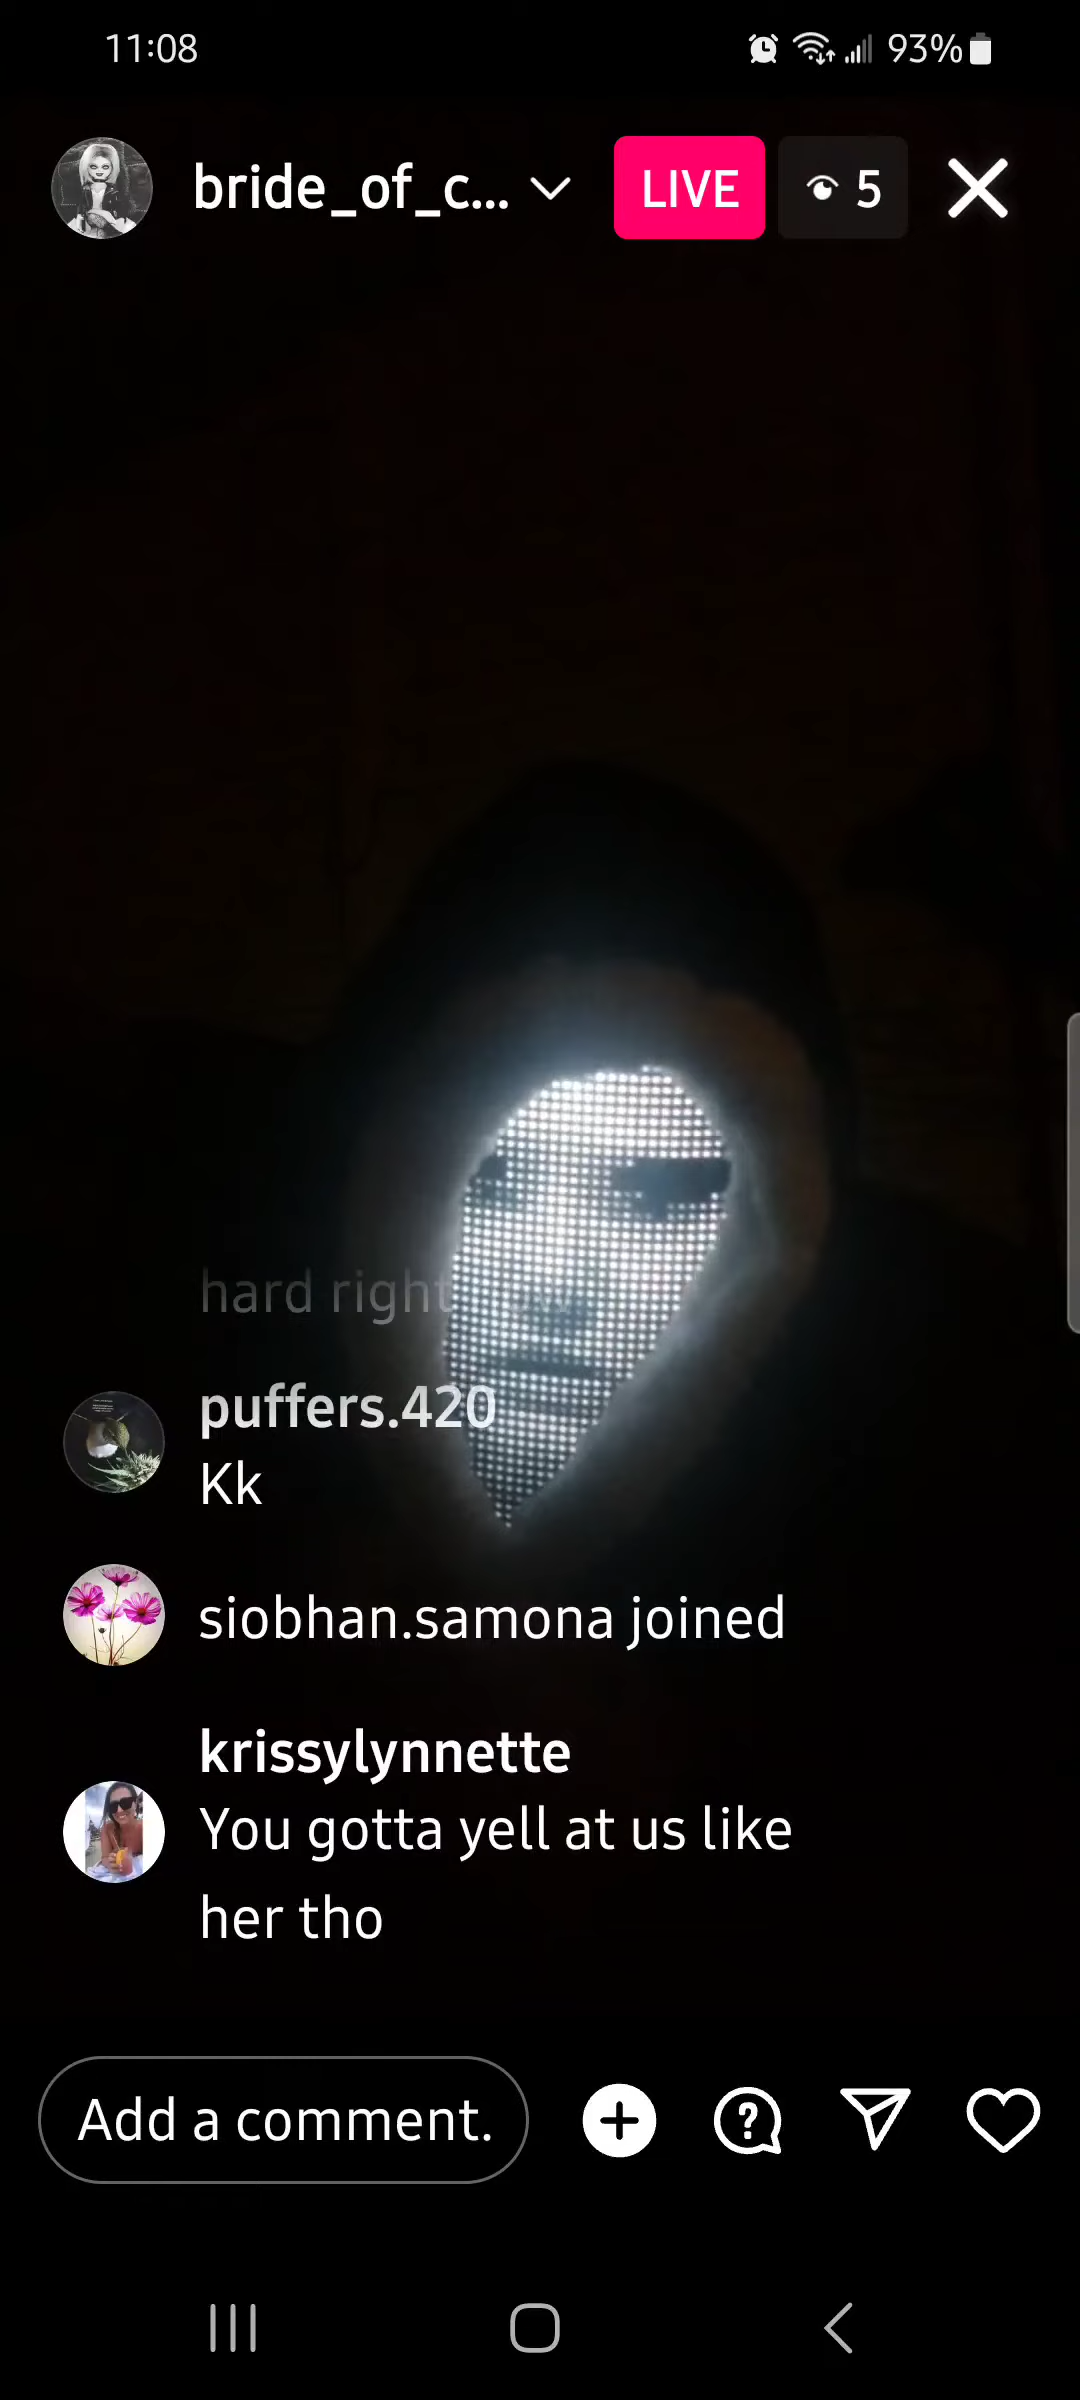 11:08
93%
bride_of_c...
LIVE
5
hard right
puffers.420
Kk
siobhan.samona joined
krissylynnette
You gotta yell at us like
her tho
Add a comment.